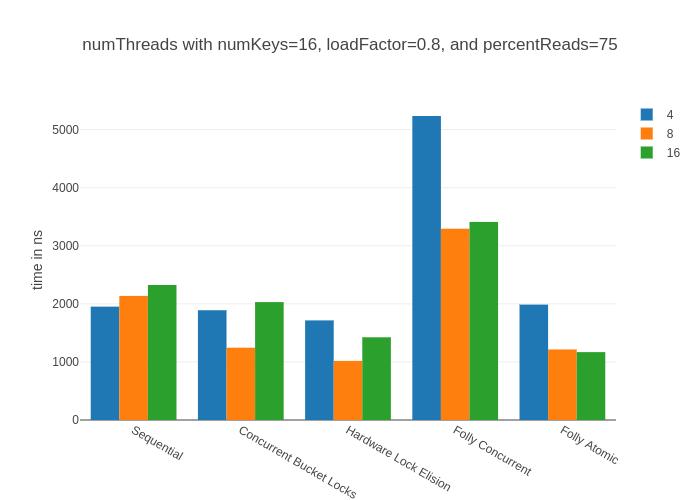 numThreads with numKeys=16, loadFactor=0.8, and percentReads=75
4
8
16
time in ns
5000
4000
3000
2000
1000
0
Sequential
Concurrent Bucket Locks
Hardware Lock Elision
Folly Concurrent
Folly Atomic